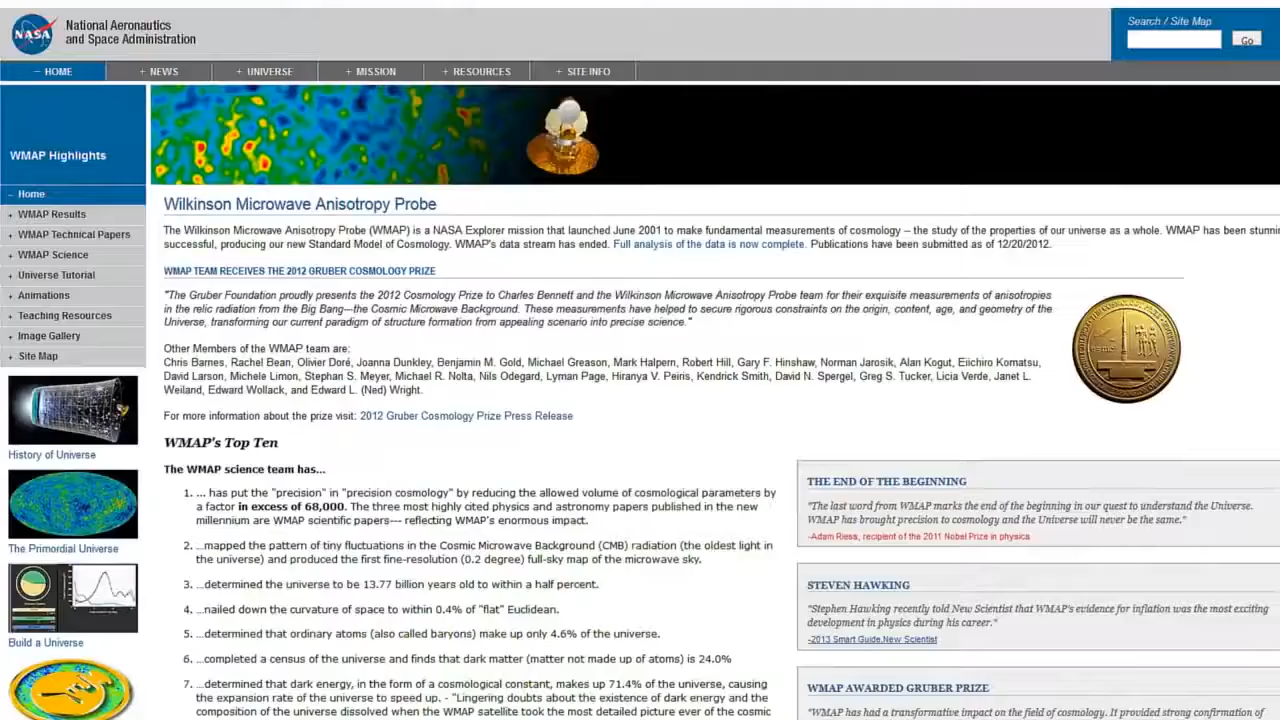 NASA
National Aeronautics
and Space Administration
Search / Site Map
Go
− HOME
+ NEWS
+ UNIVERSE
+ MISSION
+ RESOURCES
+ SITE INFO
WMAP Highlights
− Home
+ WMAP Results
+ WMAP Technical Papers
+ WMAP Science
+ Universe Tutorial
+ Animations
+ Teaching Resources
+ Image Gallery
+ Site Map
History of Universe
The Primordial Universe
Build a Universe
Wilkinson Microwave Anisotropy Probe
The Wilkinson Microwave Anisotropy Probe (WMAP) is a NASA Explorer mission that launched June 2001 to make fundamental measurements of cosmology -- the study of the properties of our universe as a whole. WMAP has been
successful, producing our new Standard Model of Cosmology. WMAP's data stream has ended. Full analysis of the data is now complete. Publications have been submitted as of 12/20/2012.
WMAP TEAM RECEIVES THE 2012 GRUBER COSMOLOGY PRIZE
"The Gruber Foundation proudly presents the 2012 Cosmology Prize to Charles Bennett and the Wilkinson Microwave Anisotropy Probe team for their exquisite measurements of anisotropies
in the relic radiation from the Big Bang---the Cosmic Microwave Background. These measurements have helped to secure rigorous constraints on the origin, content, age, and geometry of the
Universe, transforming our current paradigm of structure formation from appealing scenario into precise science."
Other Members of the WMAP team are:
Chris Barnes, Rachel Bean, Olivier Doré, Joanna Dunkley, Benjamin M. Gold, Michael Greason, Mark Halpern, Robert Hill, Gary F. Hinshaw, Norman Jarosik, Alan Kogut, Eiichiro Komatsu,
David Larson, Michele Limon, Stephan S. Meyer, Michael R. Nolta, Nils Odegard, Lyman Page, Hiranya V. Peiris, Kendrick Smith, David N. Spergel, Greg S. Tucker, Licia Verde, Janet L.
Weiland, Edward Wollack, and Edward L. (Ned) Wright.
For more information about the prize visit: 2012 Gruber Cosmology Prize Press Release
WMAP's Top Ten
The WMAP science team has...
1. ... has put the "precision" in "precision cosmology" by reducing the allowed volume of cosmological parameters by
a factor in excess of 68,000. The three most highly cited physics and astronomy papers published in the new
millennium are WMAP scientific papers--- reflecting WMAP's enormous impact.
2. ...mapped the pattern of tiny fluctuations in the Cosmic Microwave Background (CMB) radiation (the oldest light in
the universe) and produced the first fine-resolution (0.2 degree) full-sky map of the microwave sky.
3. ...determined the universe to be 13.77 billion years old to within a half percent.
4. ...nailed down the curvature of space to within 0.4% of "flat" Euclidean.
5. ...determined that ordinary atoms (also called baryons) make up only 4.6% of the universe.
6. ...completed a census of the universe and finds that dark matter (matter not made up of atoms) is 24.0%
7. ...determined that dark energy, in the form of a cosmological constant, makes up 71.4% of the universe, causing
the expansion rate of the universe to speed up. - "Lingering doubts about the existence of dark energy and the
composition of the universe dissolved when the WMAP satellite took the most detailed picture ever of the cosmic
THE END OF THE BEGINNING
"The last word from WMAP marks the end of the beginning in our quest to understand the Universe.
WMAP has brought precision to cosmology and the Universe will never be the same."
-Adam Riess, recipient of the 2011 Nobel Prize in physics
STEVEN HAWKING
"Stephen Hawking recently told New Scientist that WMAP's evidence for inflation was the most exciting
development in physics during his career."
-2013 Smart Guide,New Scientist
WMAP AWARDED GRUBER PRIZE
"WMAP has had a transformative impact on the field of cosmology. It provided strong confirmation of